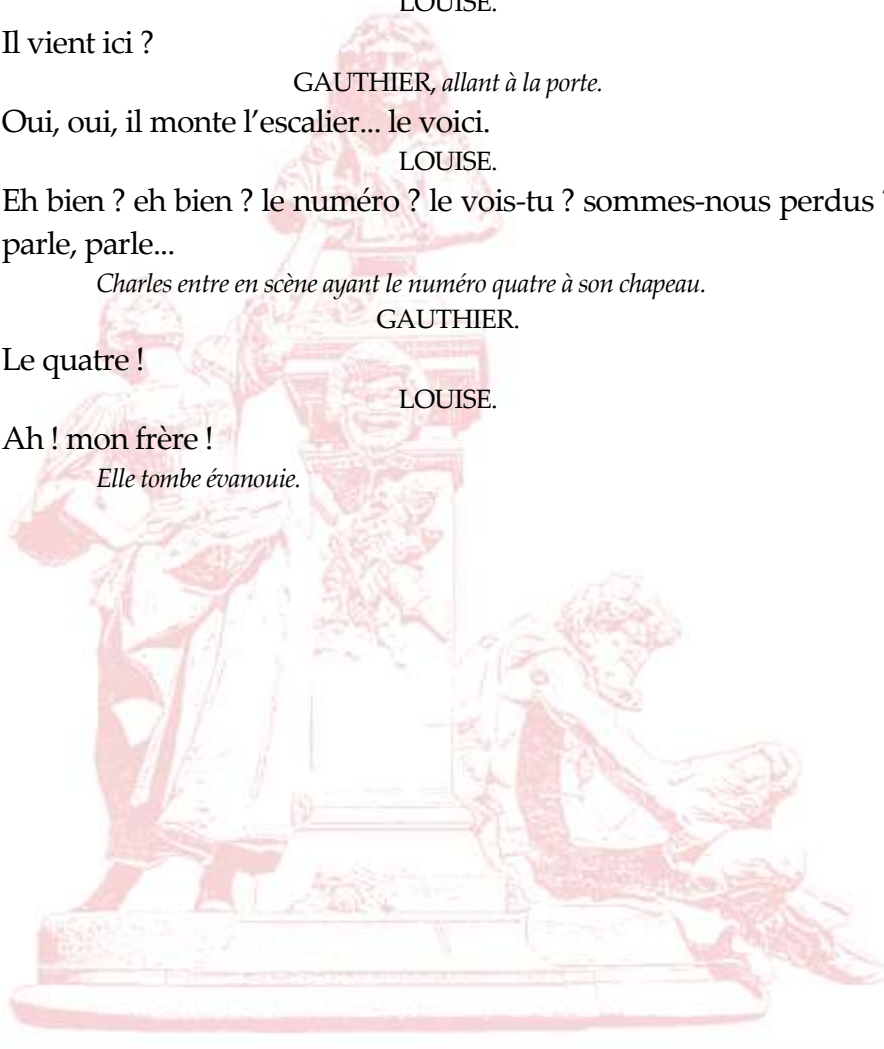 LOUISE.
Il vient ici ?
GAUTHIER, allant à la porte.
Oui, oui, il monte l’escalier... le voici.
LOUISE.
Eh bien ? eh bien ? le numéro ? le vois-tu ? sommes-nous perdus ?
parle, parle...
Charles entre en scène ayant le numéro quatre à son chapeau.
GAUTHIER.
Le quatre !
LOUISE.
Ah ! mon frère !
Elle tombe évanouie.